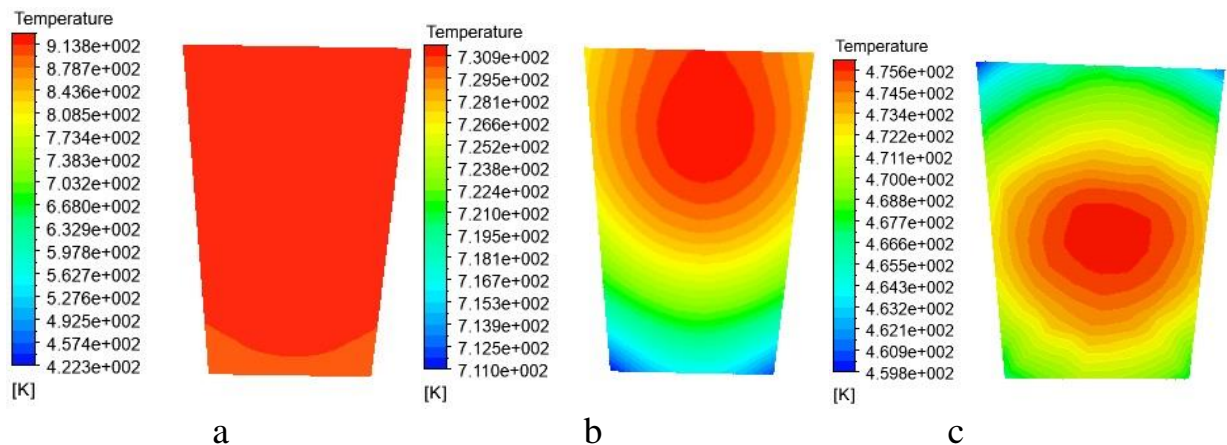 Temperature
9.138e+002
8.787e+002
8.436e+002
8.085e+002
7.734e+002
7.383e+002
7.032e+002
6.680e+002
6.329e+002
5.978e+002
5.627e+002
5.276e+002
4.925e+002
4.574e+002
4.223e+002
[K]
a
Temperature
7.309e+002
7.295e+002
7.281e+002
7.266e+002
7.252e+002
7.238e+002
7.224e+002
7.210e+002
7.195e+002
7.181e+002
7.167e+002
7.153e+002
7.139e+002
7.125e+002
7.110e+002
[K]
b
Temperature
4.756e+002
4.745e+002
4.734e+002
4.722e+002
4.711e+002
4.700e+002
4.688e+002
4.677e+002
4.666e+002
4.655e+002
4.643e+002
4.632e+002
4.621e+002
4.609e+002
4.598e+002
[K]
c